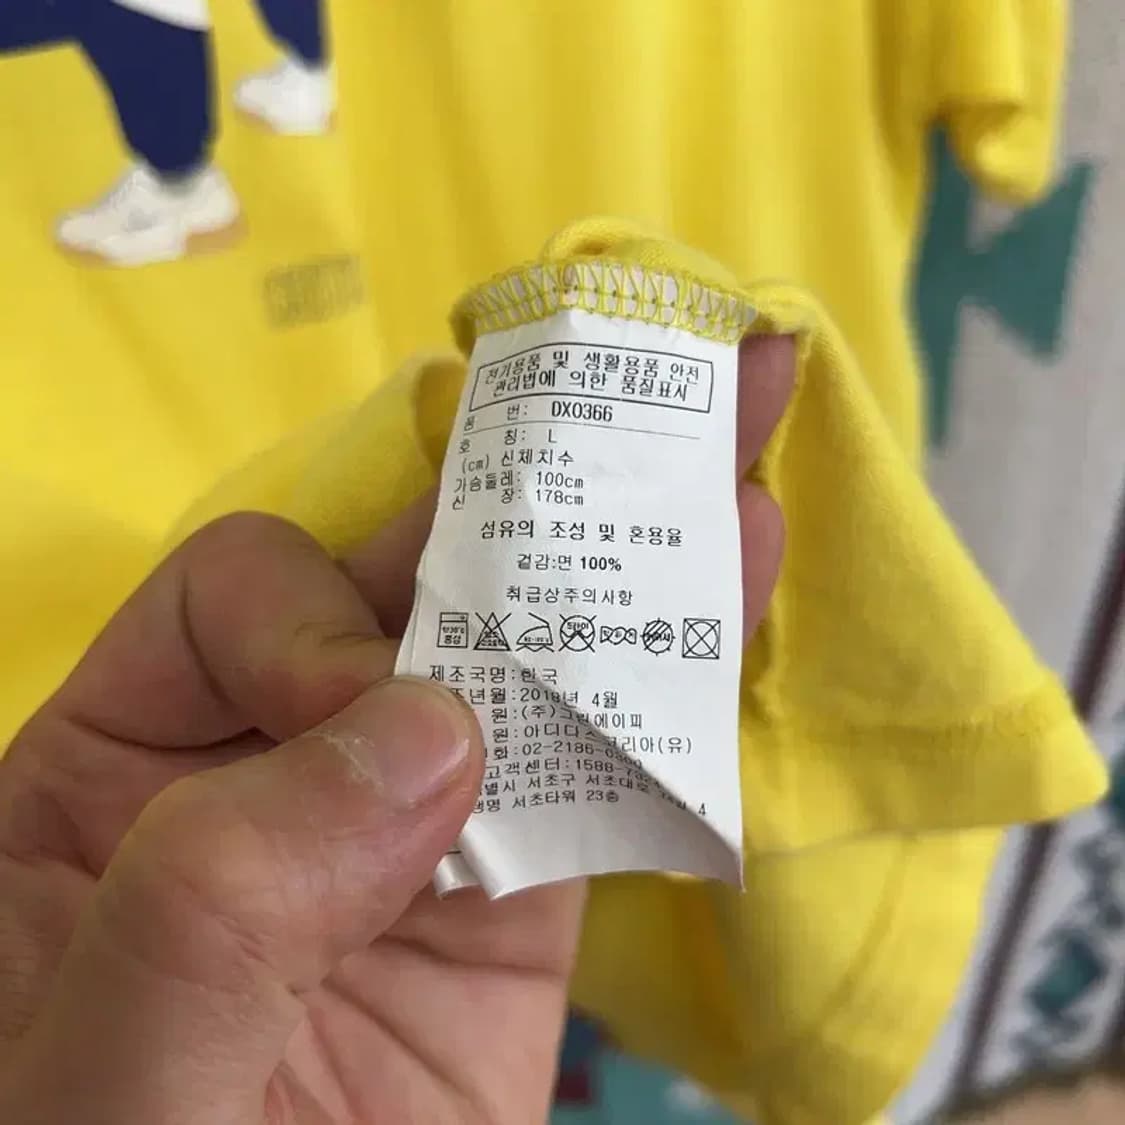 전기용품 및 생활용품 안전
관리법에 의한 품질표시
품 번: DX0366
호 칭: L
(cm) 신체치수
가슴둘레: 100cm
신 장: 178cm
섬유의 조성 및 혼용율
겉감:면 100%
취급상주의사항
제조국명:한국
년월:2018년 4월
원:(주)그린에이피
원:아디다 코리아(유)
화:02-2186-
고객센터:1588-
별시 서초구 서초대로
생명 서초타워 23층 4